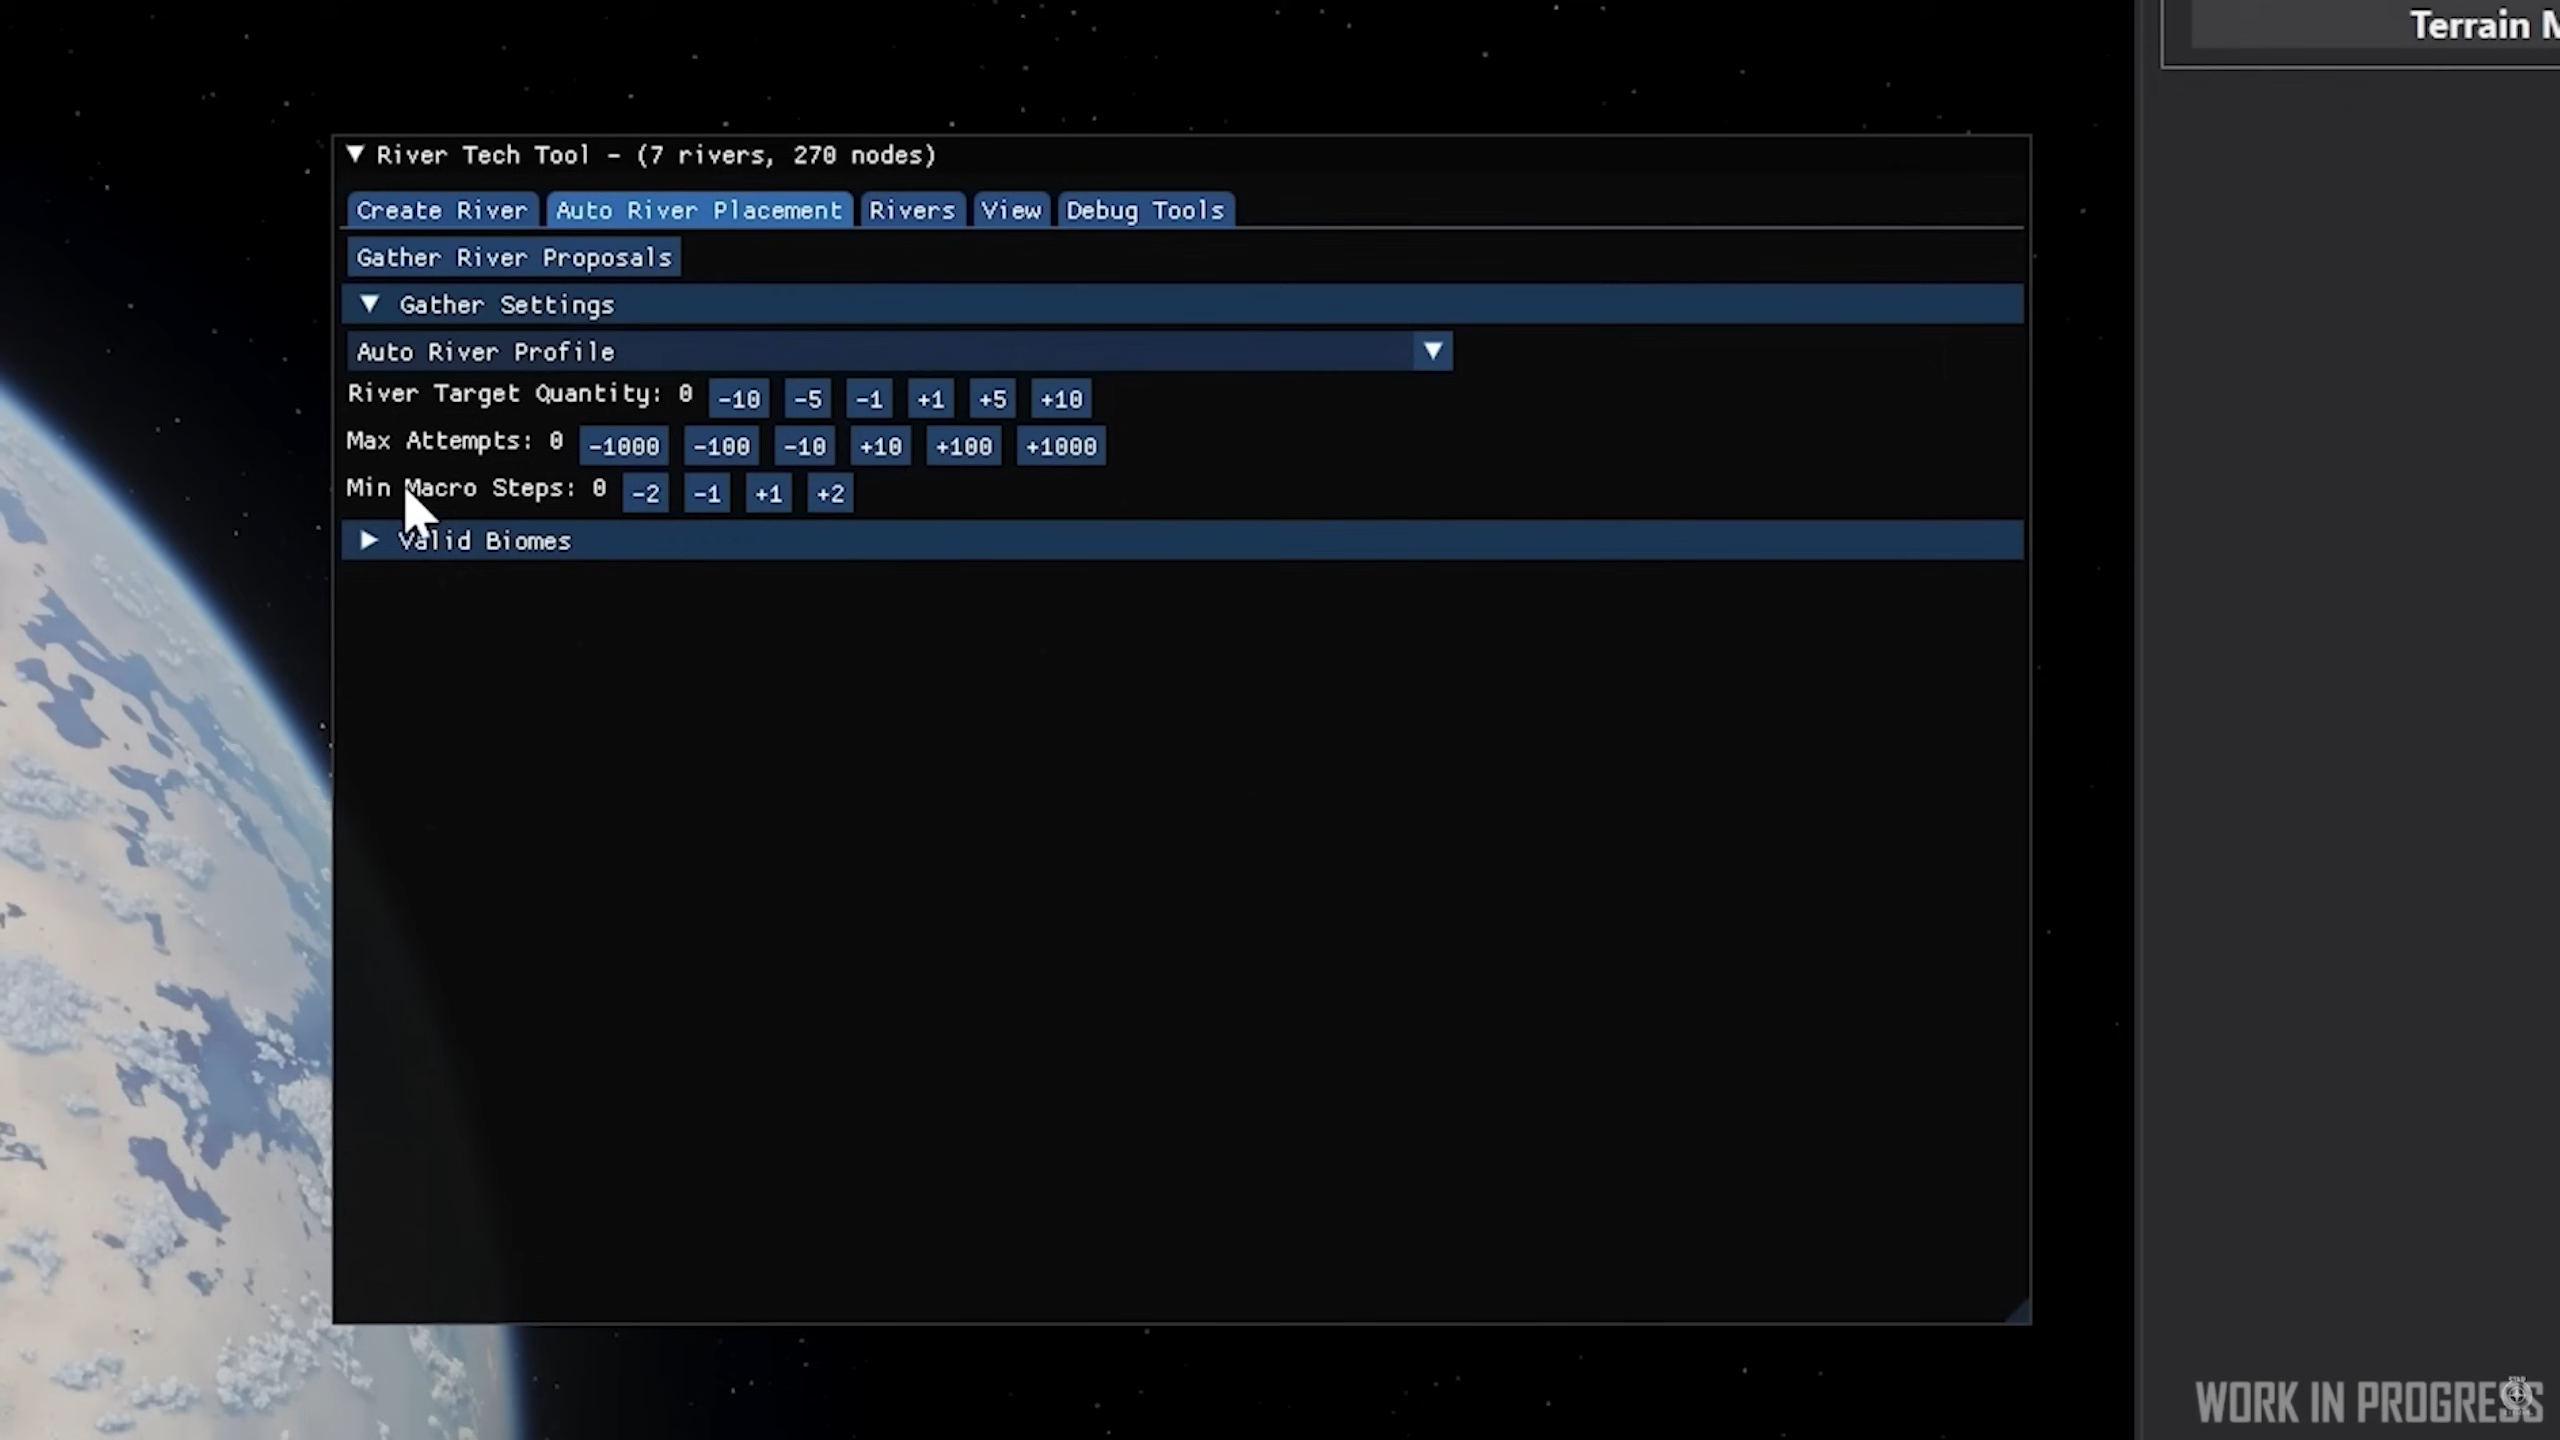 Terrain M
▼ River Tech Tool - (7 rivers, 270 nodes)
Create River Auto River Placement Rivers View Debug Tools
Gather River Proposals
▼ Gather Settings
Auto River Profile ▼
River Target Quantity: 0 -10 -5 -1 +1 +5 +10
Max Attempts: 0 -1000 -100 -10 +10 +100 +1000
Min Macro Steps: 0 -2 -1 +1 +2
▶ Valid Biomes
WORK IN PROGRESS